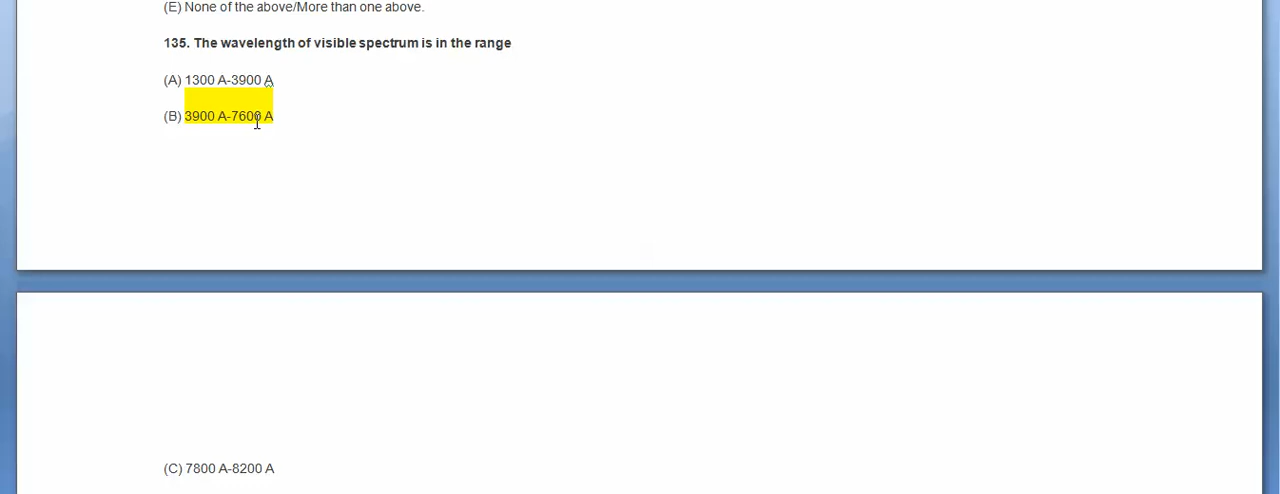 (E) None of the above/More than one above.
135. The wavelength of visible spectrum is in the range
(A) 1300 A-3900 A
(B) 3900 A-7600 A
(C) 7800 A-8200 A